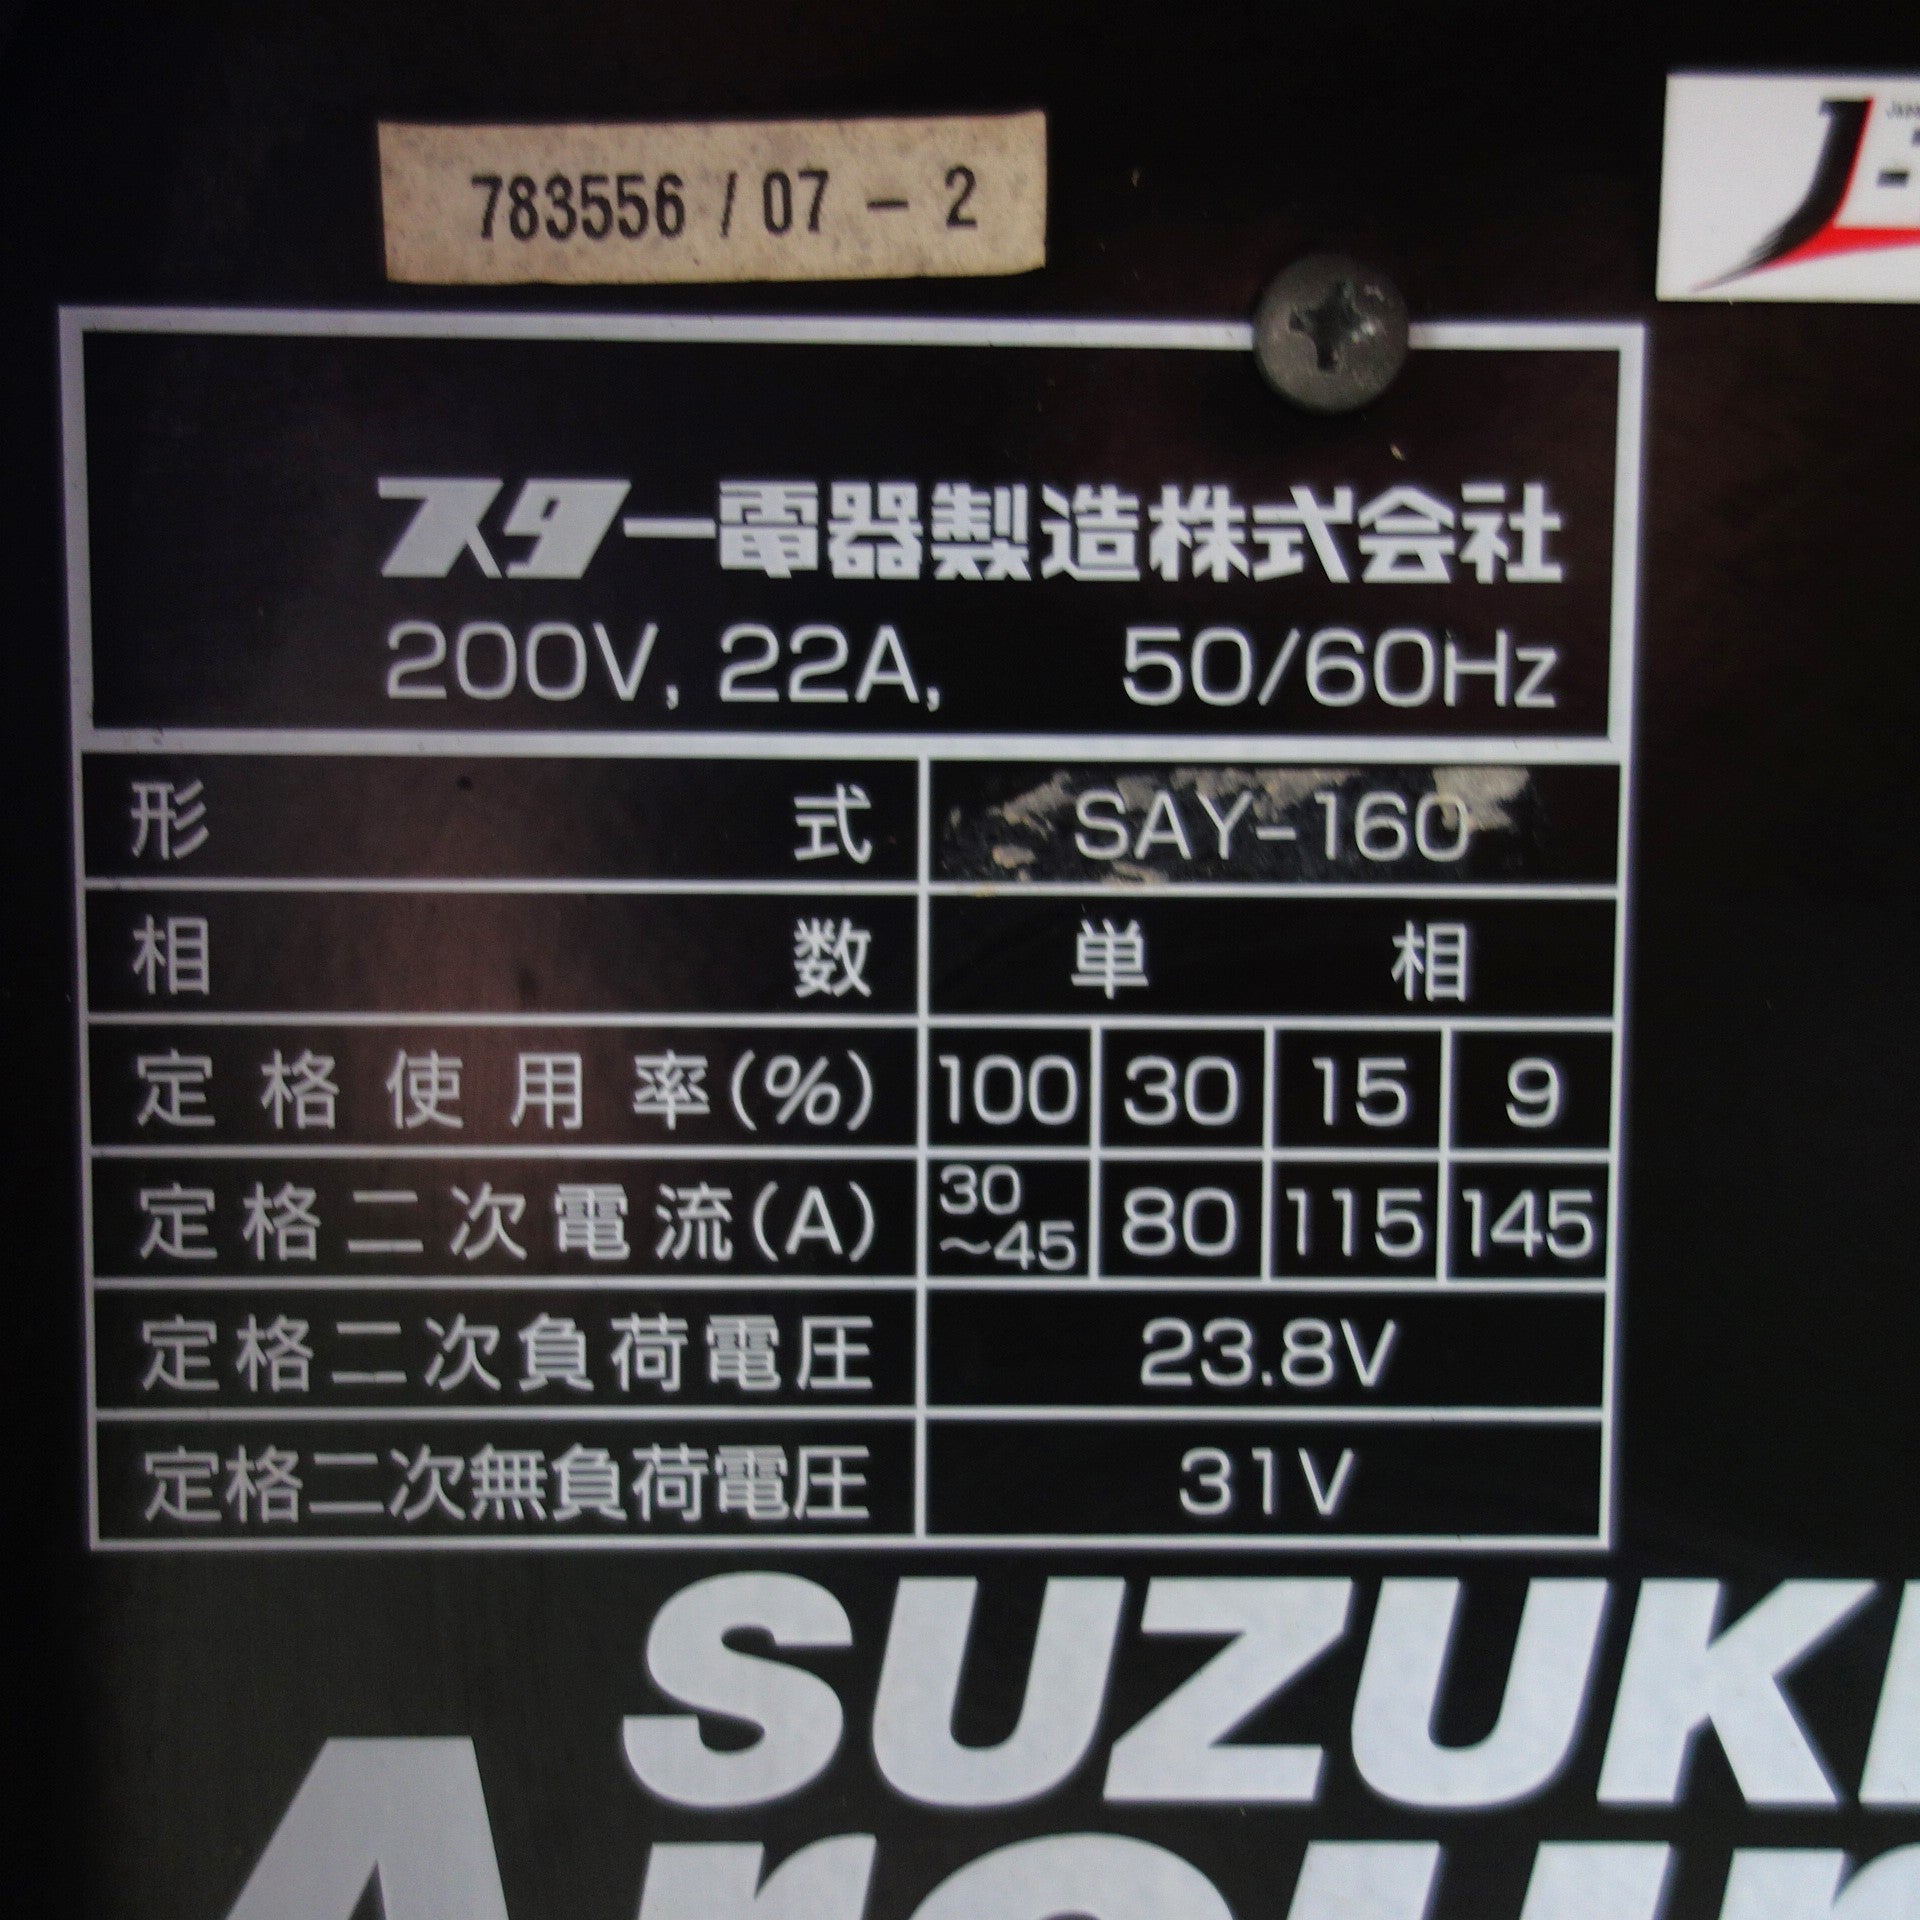 783556 / 07 - 2
スター電器製造株式会社
200V, 22A, 50/60Hz
形式 SAY-160
相数 単相
定格使用率(%) 100 30 15 9
定格二次電流(A) 30~45 80 115 145
定格二次負荷電圧 23.8V
定格二次無負荷電圧 31V
SUZUK
Arour